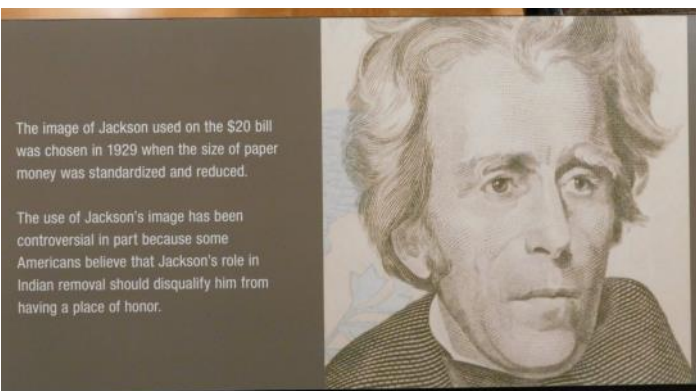 The image of Jackson used on the $20 bill
was chosen in 1929 when the size of paper
money was standardized and reduced.
The use of Jackson's image has been
controversial in part because some
Americans believe that Jackson's role in
Indian removal should disqualify him from
having a place of honor.